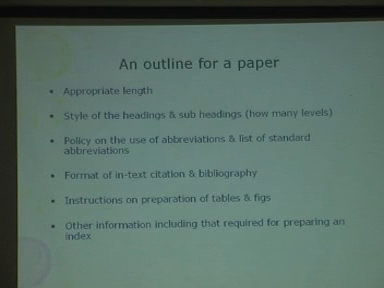 An outline for a paper
• Appropriate length
• Style of the headings & sub headings (how many levels)
• Policy on the use of abbreviations & list of standard
abbreviations
• Format of in-text citation & bibliography
• Instructions on preparation of tables & figs
• Other information including that required for preparing an
index